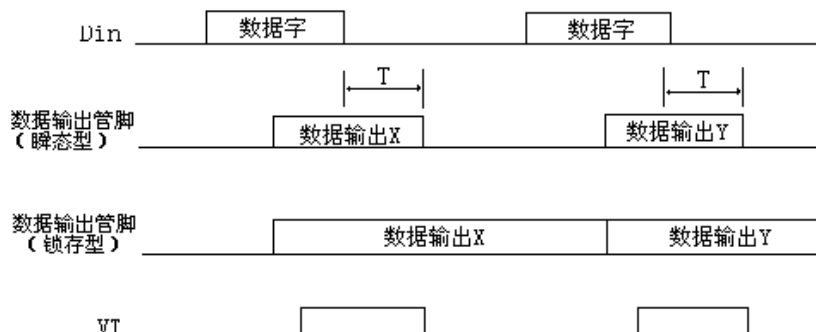 Din
数据字
数据字
T
T
数据输出管脚
(瞬态型)
数据输出X
数据输出Y
数据输出管脚
(锁存型)
数据输出X
数据输出Y
VT